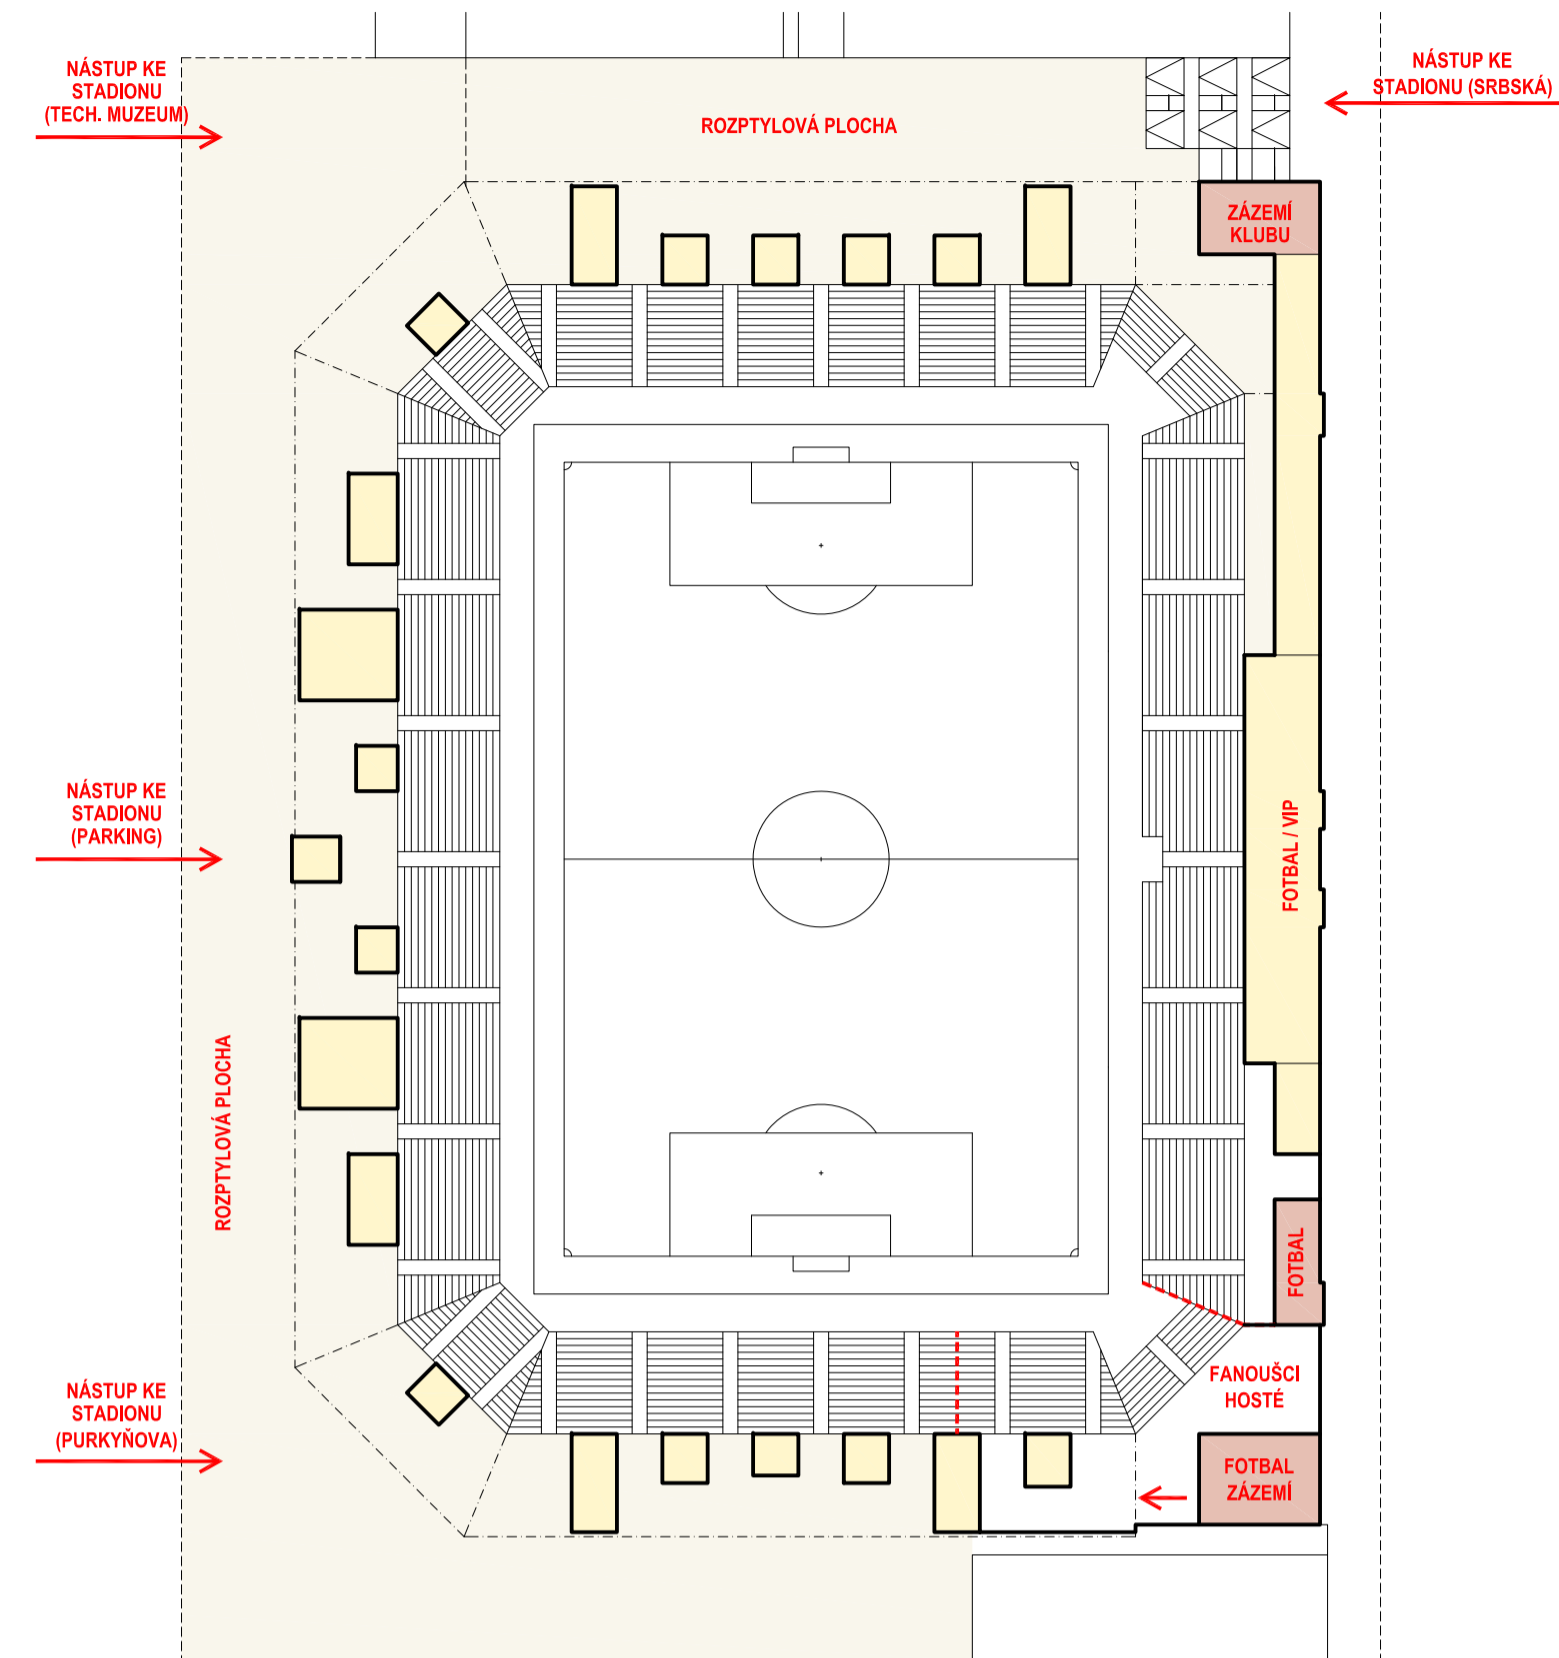 NÁSTUP KE
STADIONU
(TECH. MUZEUM)
ROZPTYLOVÁ PLOCHA
NÁSTUP KE
STADIONU (SRBSKÁ)
ZÁZEMÍ
KLUBU
NÁSTUP KE
STADIONU
(PARKING)
FOTBAL / VIP
ROZPTYLOVÁ PLOCHA
FOTBAL
FANOUŠCI
HOSTÉ
NÁSTUP KE
STADIONU
(PURKYŇOVA)
FOTBAL
ZÁZEMÍ